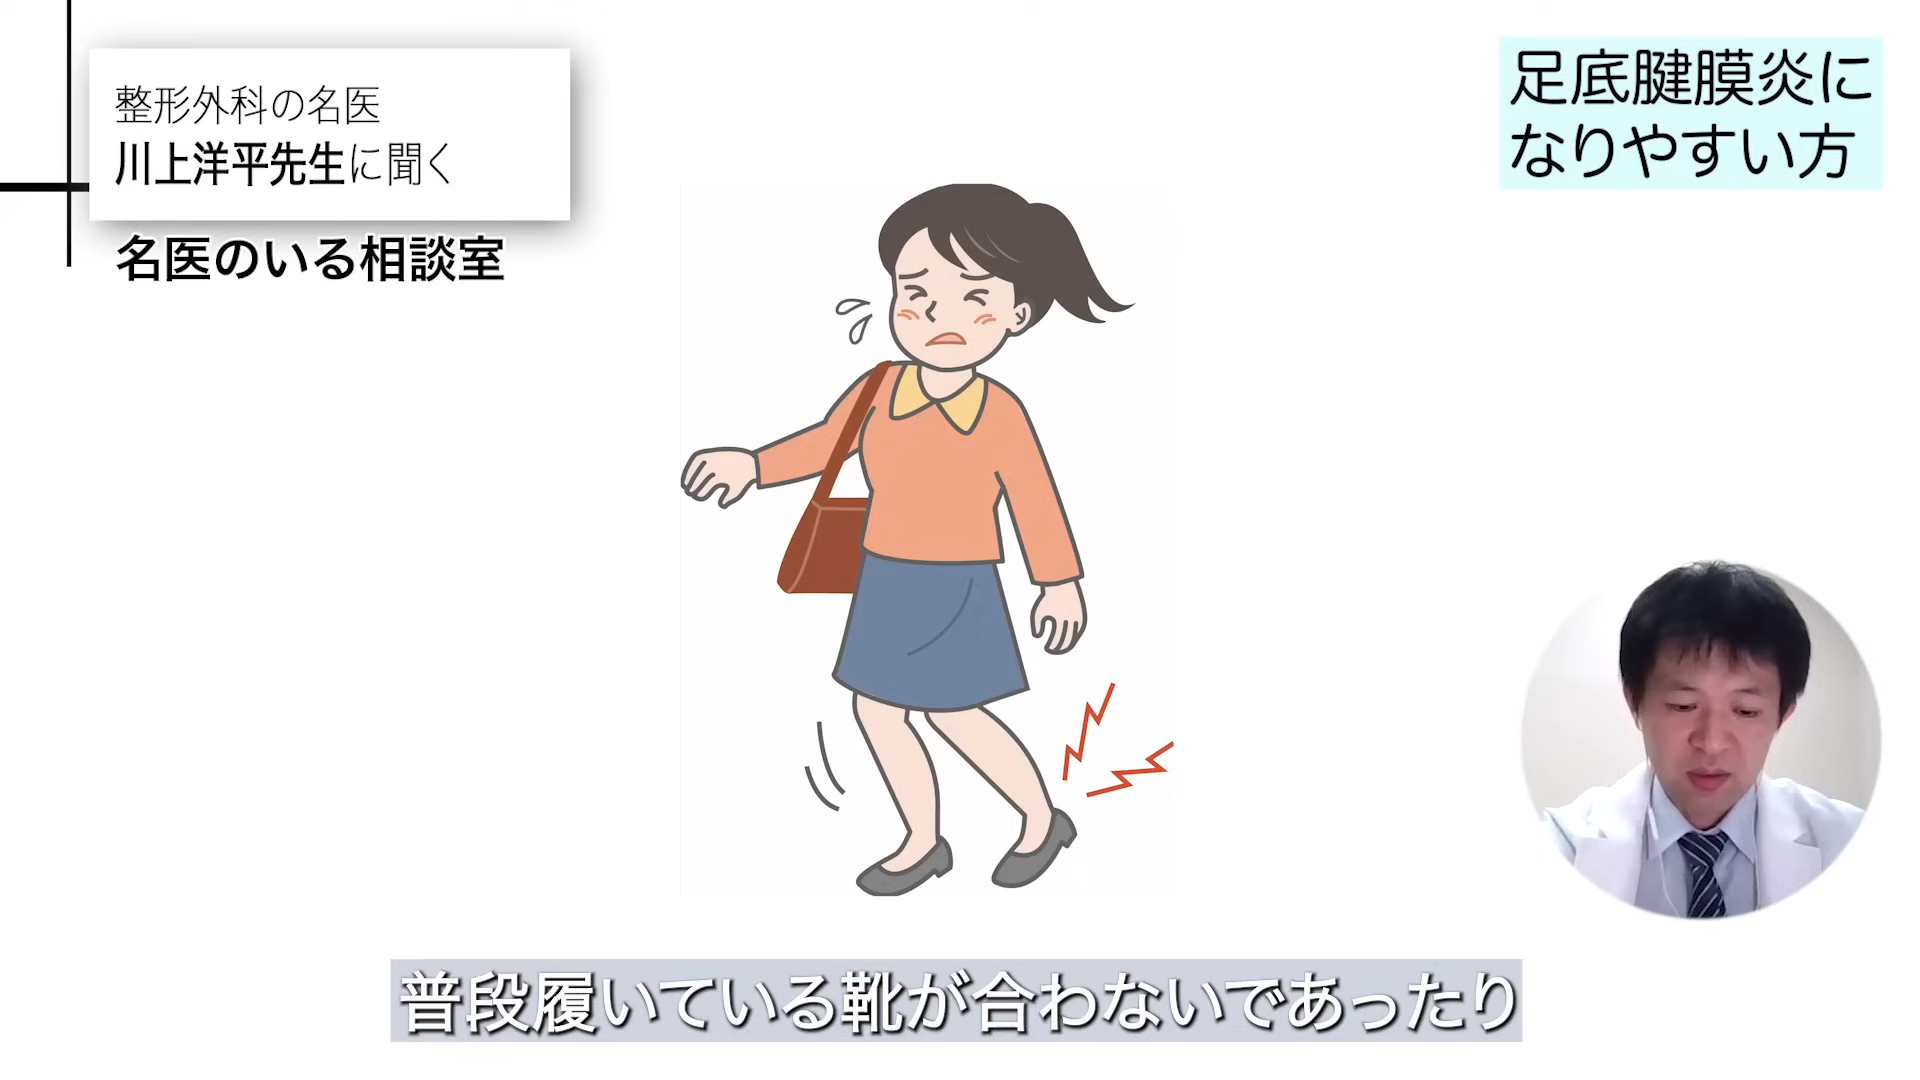 整形外科の名医
川上洋平先生に聞く
名医のいる相談室
足底腱膜炎に
なりやすい方
普段履いている靴が合わないであったり